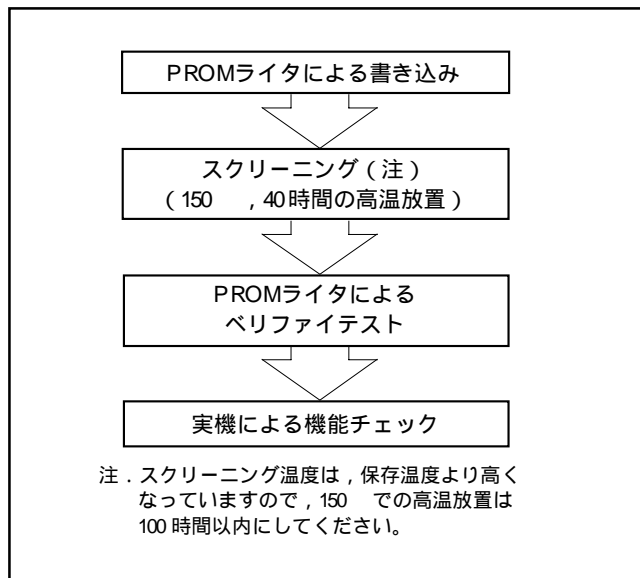 PROMライタによる書き込み
スクリーニング（注）
（150　，40時間の高温放置）
PROMライタによる
ベリファイテスト
実機による機能チェック
注．スクリーニング温度は，保存温度より高く
なっていますので，150　での高温放置は
100時間以内にしてください。